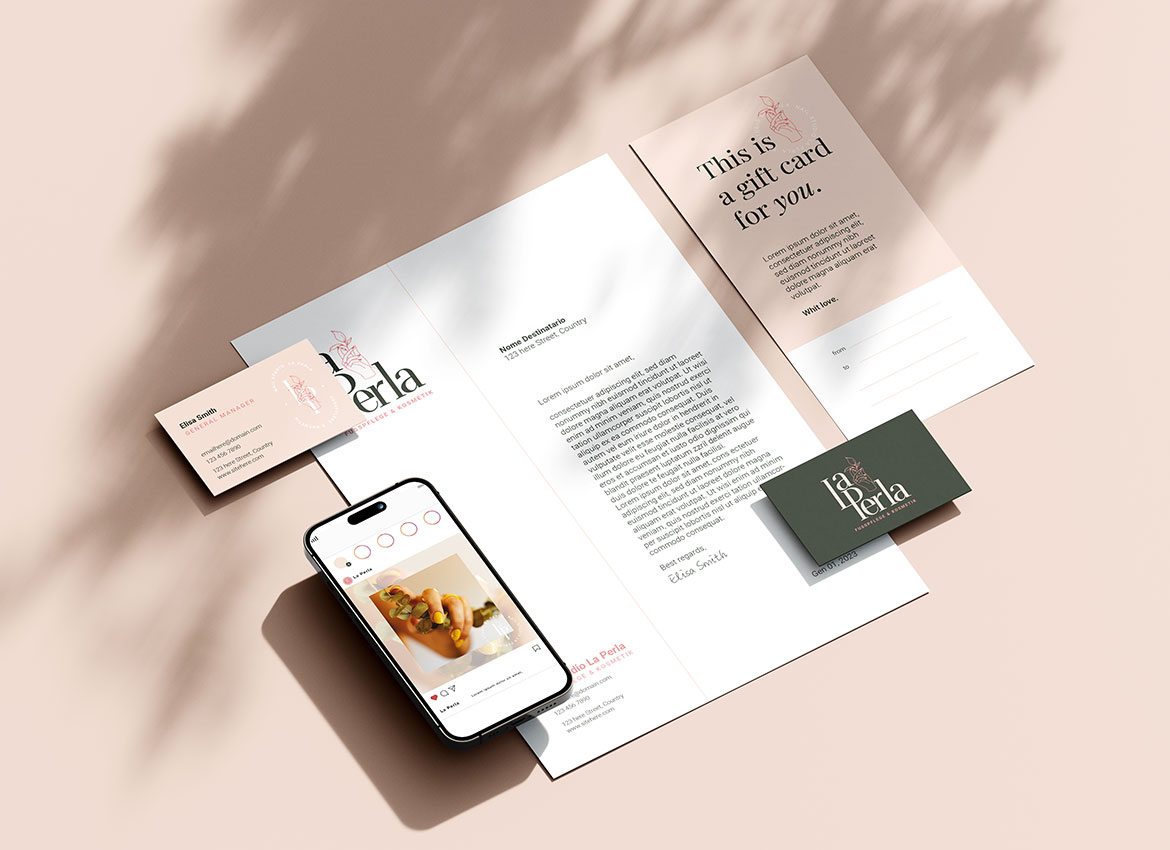 This is
a gift card
for you.
Lorem ipsum dolor sit amet,
consectetuer adipiscing elit,
sed diam nonummy nibh
euismod tincidunt ut laoreet
dolore magna aliquam erat
volutpat.
Whit love.
from
to
Nome Destinatario
123 here Street, Country
Lorem ipsum dolor sit amet,
consectetuer adipiscing elit, sed diam
nonummy nibh euismod tincidunt ut laoreet
dolore magna aliquam erat volutpat. Ut wisi
enim ad minim veniam, quis nostrud exerci
tation ullamcorper suscipit lobortis nisl ut
aliquip ex ea commodo consequat. Duis
autem vel eum iriure dolor in hendrerit in
vulputate velit esse molestie consequat, vel
illum dolore eu feugiat nulla facilisis at vero
eros et accumsan et iusto odio dignissim qui
blandit praesent luptatum zzril delenit augue
duis dolore te feugait nulla facilisi.
Lorem ipsum dolor sit amet, cons ectetuer
adipiscing elit, sed diam nonummy nibh
euismod tincidunt ut laoreet dolore magna
aliquam erat volutpat. Ut wisi enim ad minim
veniam, quis nostrud exerci tation ullamcor-
per suscipit lobortis nisl ut aliquip
commodo consequat.
Best regards,
Elisa Smith
Gen 01, 2023
a
Perla
FUSSPFLEGE & KOSMETIK
Elisa Smith
GENERAL MANAGER
emailhere@domain.com
123 456 7890
123 here Street, Country
www.sitehere.com
La
Perla
FUSSPFLEGE & KOSMETIK
La Perla
Lorem ipsum dolor sit amet,
La Perla
dio La Perla
LEGE & KOSMETIK
@domain.com
123 456 7890
123 here Street, Country
www.sitehere.com